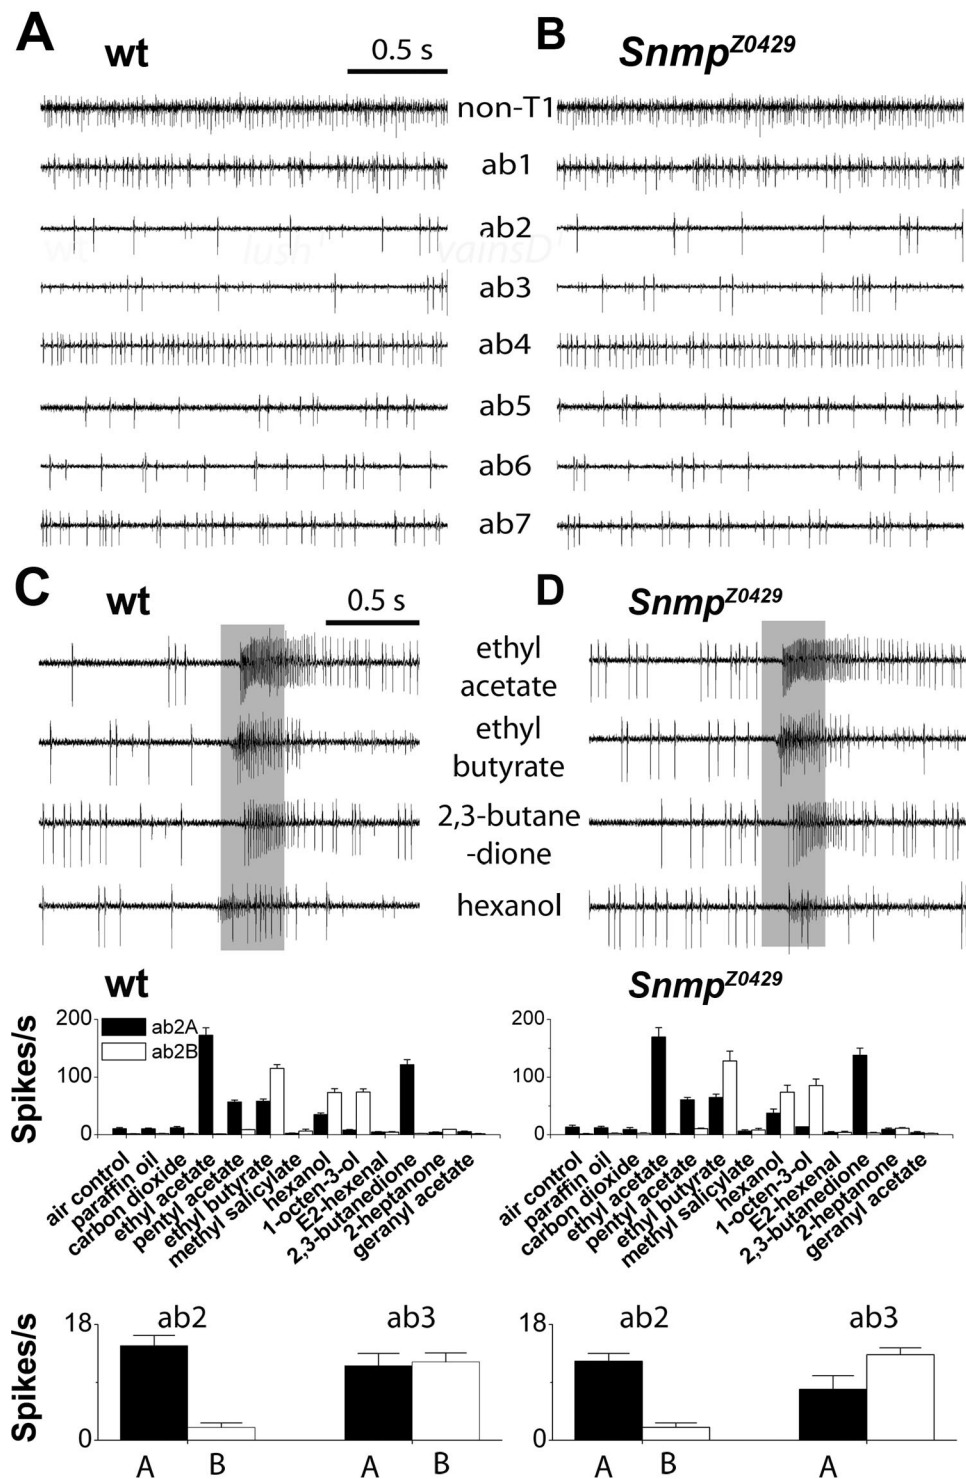 A wt 0.5 s B Snmp^Z0429
non-T1
ab1
ab2
wt lush¹ vainsD¹
ab3
ab4
ab5
ab6
ab7
C wt 0.5 s D Snmp^Z0429
ethyl
acetate
ethyl
butyrate
2,3-butane
-dione
hexanol
wt Snmp^Z0429
Spikes/s
200
100
0
ab2A
ab2B
air control
paraffin oil
carbon dioxide
ethyl acetate
pentyl acetate
ethyl butyrate
methyl salicylate
hexanol
1-octen-3-ol
E2-hexenal
2,3-butanedione
2-heptanone
geranyl acetate
200
100
0
air control
paraffin oil
carbon dioxide
ethyl acetate
pentyl acetate
ethyl butyrate
methyl salicylate
hexanol
1-octen-3-ol
E2-hexenal
2,3-butanedione
2-heptanone
geranyl acetate
Spikes/s
18
0
ab2 ab3
A B A B
18
0
ab2 ab3
A B A